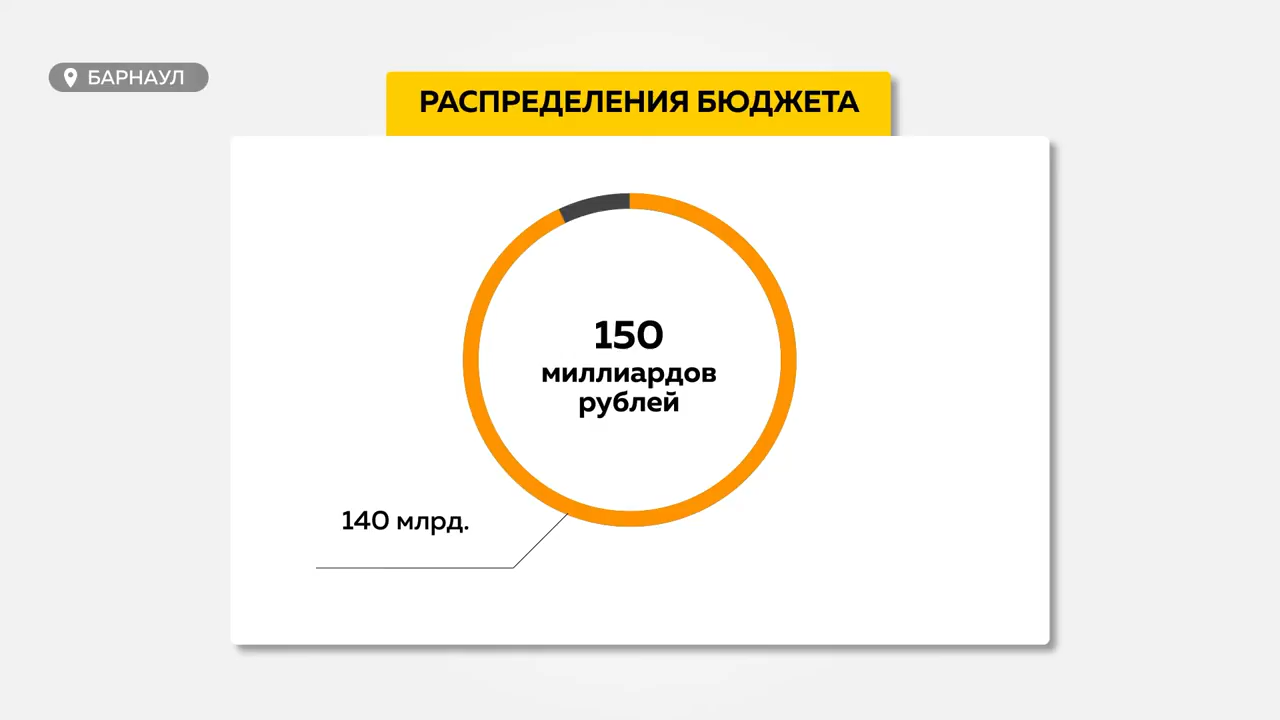 БАРНАУЛ
РАСПРЕДЕЛЕНИЯ БЮДЖЕТА
150
миллиардов
рублей
140 млрд.